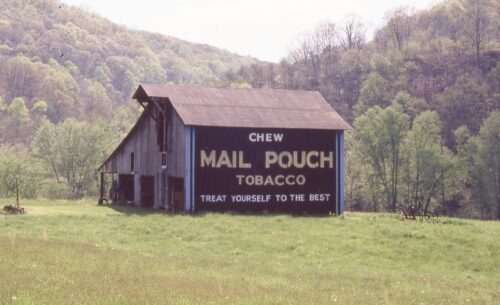 CHEW
MAIL POUCH
TOBACCO
TREAT YOURSELF TO THE BEST